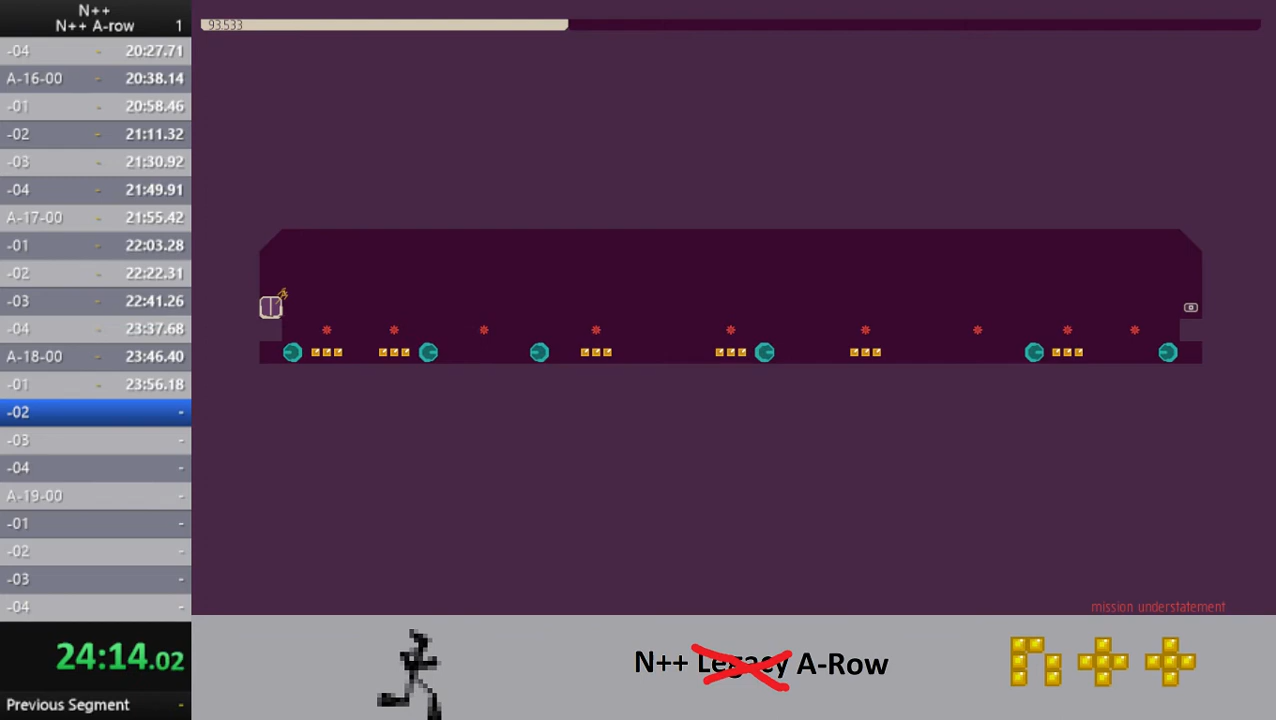 N++
N++ A-row 1
-04 - 20:27.71
A-16-00 - 20:38.14
-01 - 20:58.46
-02 - 21:11.32
-03 - 21:30.92
-04 - 21:49.91
A-17-00 - 21:55.42
-01 - 22:03.28
-02 - 22:22.31
-03 - 22:41.26
-04 - 23:37.68
A-18-00 - 23:46.40
-01 - 23:56.18
-02 -
-03 -
-04 -
A-19-00 -
-01 -
-02 -
-03 -
-04 -
24:14.02
Previous Segment -
93.533
mission understatement
N++ Legacy A-Row
n++